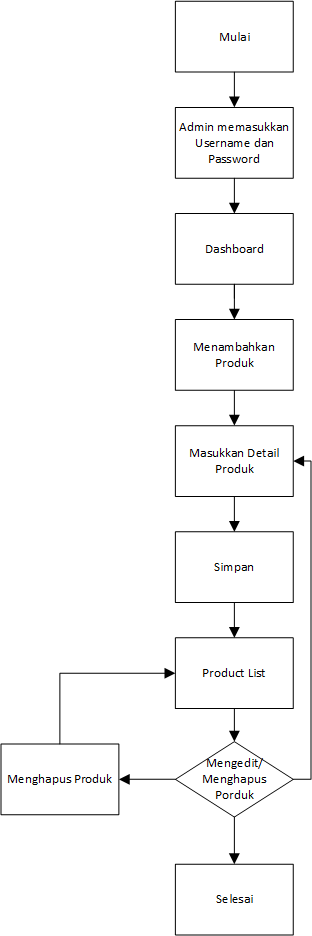 Mulai
Admin memasukkan
Username dan
Password
Dashboard
Menambahkan
Produk
Masukkan Detail
Produk
Simpan
Product List
Mengedit/
Menghapus
Porduk
Menghapus Produk
Selesai